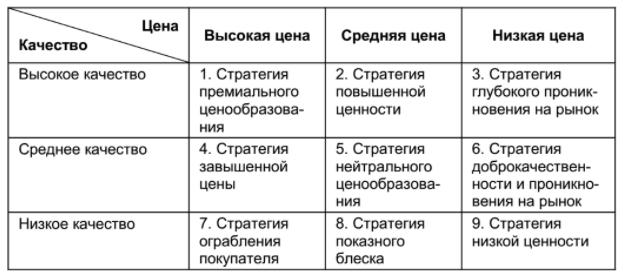 Цена
Качество
Высокая цена
Средняя цена
Низкая цена
Высокое качество
1. Стратегия
премиального
ценообразова-
ния
2. Стратегия
повышенной
ценности
3. Стратегия
глубокого проник-
новения на рынок
Среднее качество
4. Стратегия
завышенной
цены
5. Стратегия
нейтрального
ценообразова-
ния
6. Стратегия
доброкачествен-
ности и проникно-
вения на рынок
Низкое качество
7. Стратегия
ограбления
покупателя
8. Стратегия
показного
блеска
9. Стратегия
низкой ценности